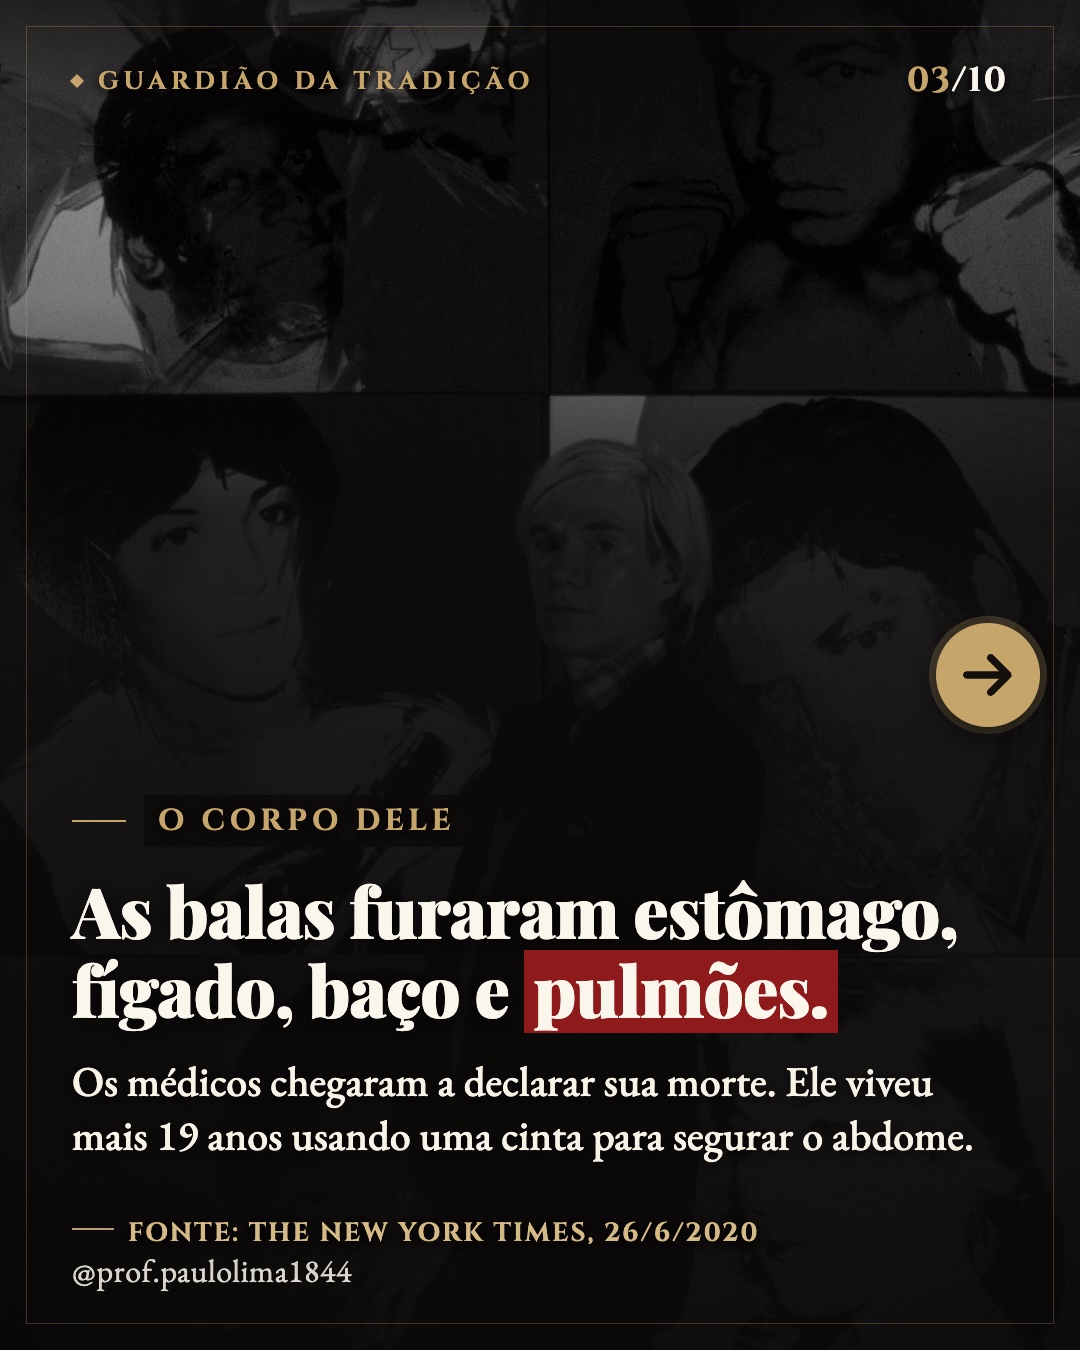 GUARDIÃO DA TRADIÇÃO
03/10
O CORPO DELE
As balas furaram estômago,
fígado, baço e pulmões.
Os médicos chegaram a declarar sua morte. Ele viveu
mais 19 anos usando uma cinta para segurar o abdome.
FONTE: THE NEW YORK TIMES, 26/6/2020
@prof.paulolima1844